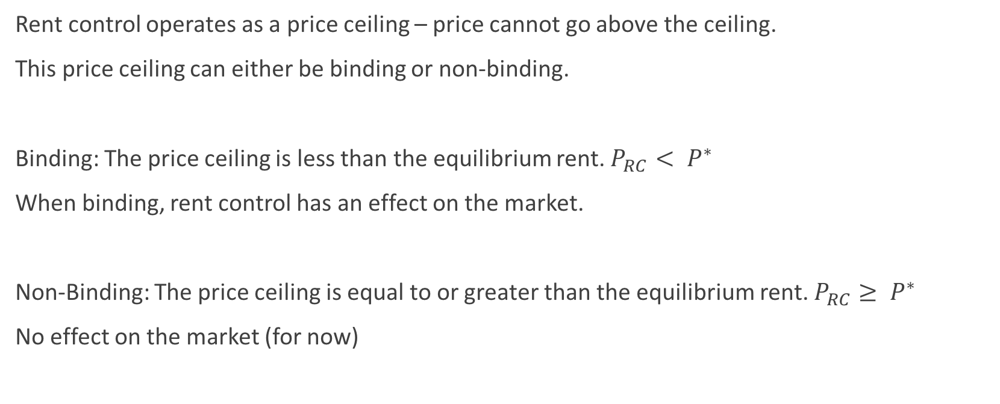 Rent control operates as a price ceiling – price cannot go above the ceiling.
This price ceiling can either be binding or non-binding.
Binding: The price ceiling is less than the equilibrium rent. $P_{RC} < P^*$
When binding, rent control has an effect on the market.
Non-Binding: The price ceiling is equal to or greater than the equilibrium rent. $P_{RC} \geq P^*$
No effect on the market (for now)